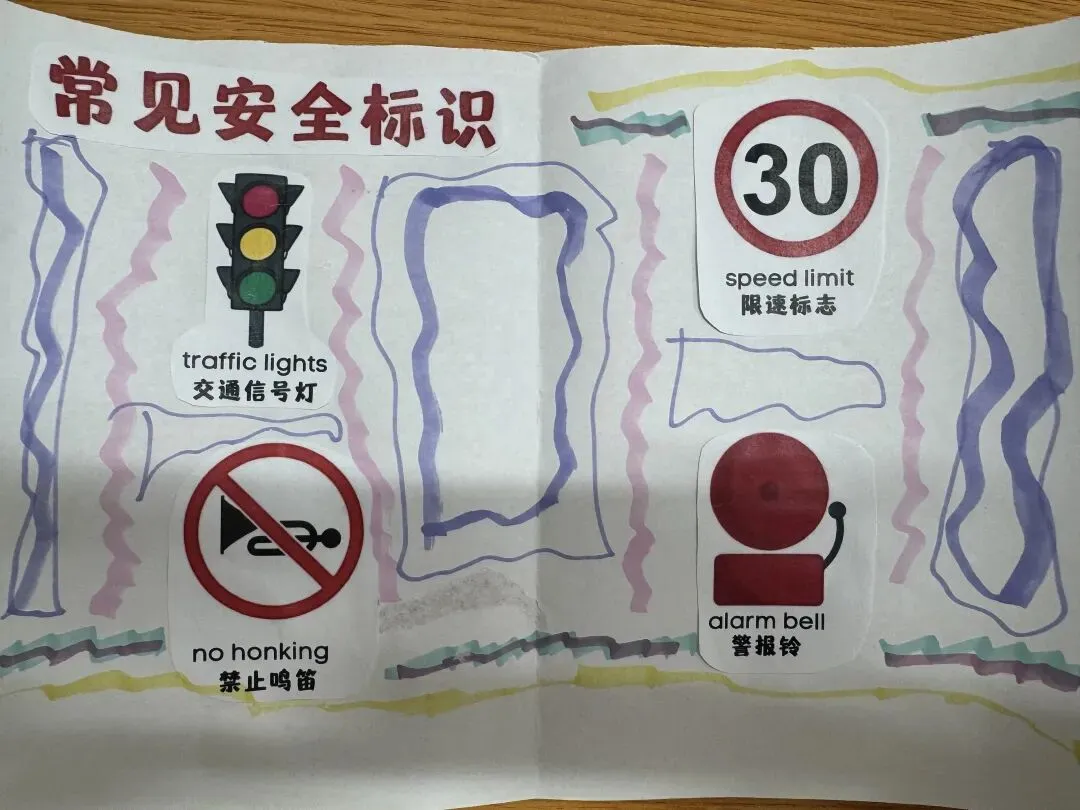 常见安全标识
traffic lights
交通信号灯
no honking
禁止鸣笛
30
speed limit
限速标志
alarm bell
警报铃